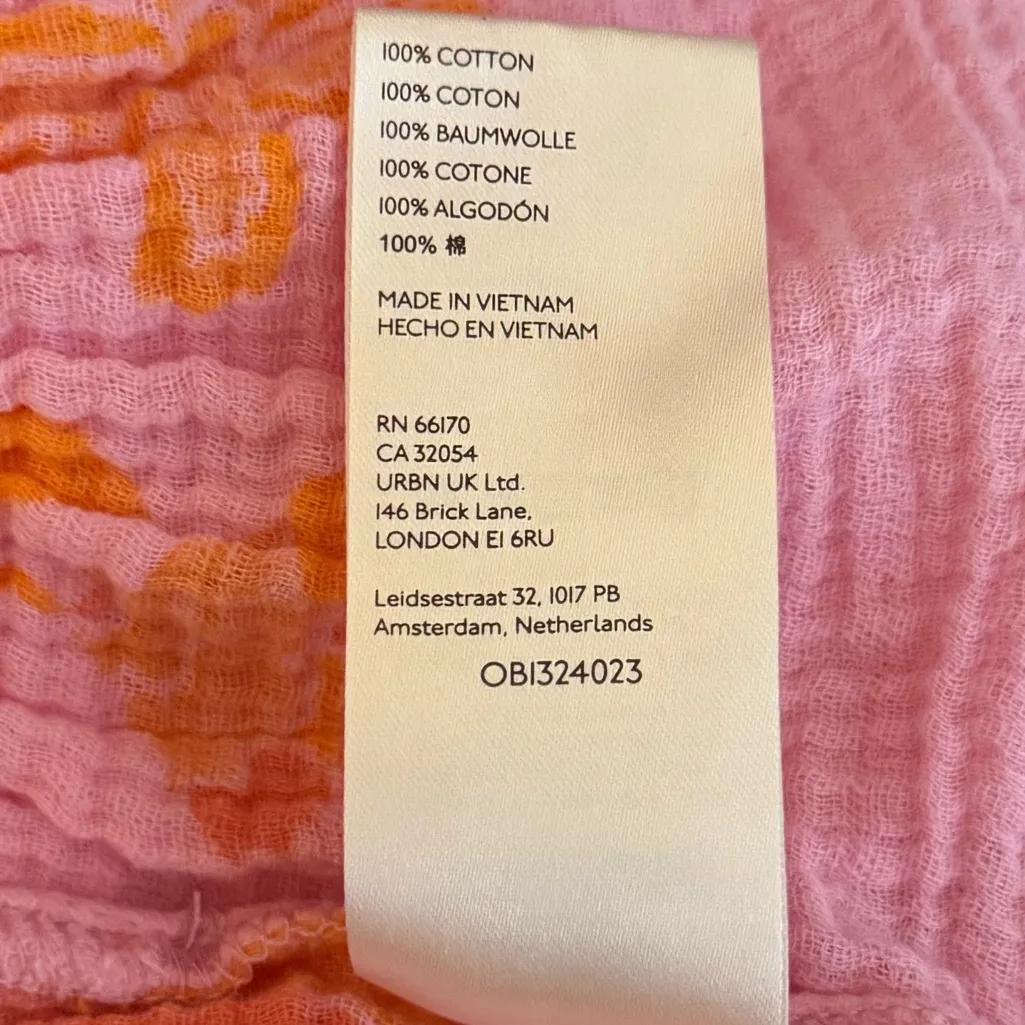 100% COTTON
100% COTON
100% BAUMWOLLE
100% COTONE
100% ALGODÓN
100% 棉
MADE IN VIETNAM
HECHO EN VIETNAM
RN 66170
CA 32054
URBN UK Ltd.
146 Brick Lane,
LONDON E1 6RU
Leidsestraat 32, 1017 PB
Amsterdam, Netherlands
OB1324023